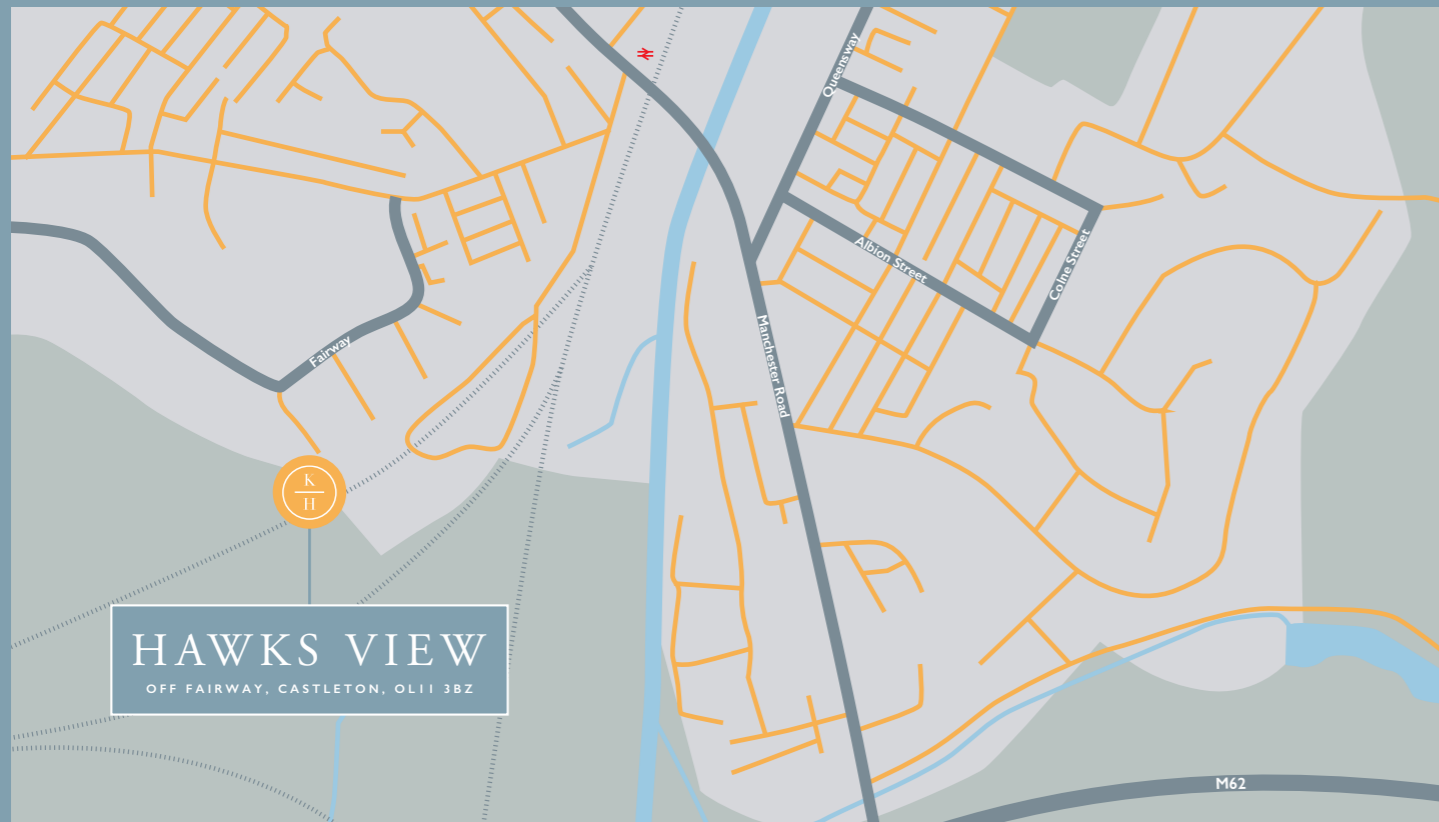 Queensway
Albion Street
Colne Street
Manchester Road
Fairway
K
H
HAWKS VIEW
OFF FAIRWAY, CASTLETON, OL11 3BZ
M62